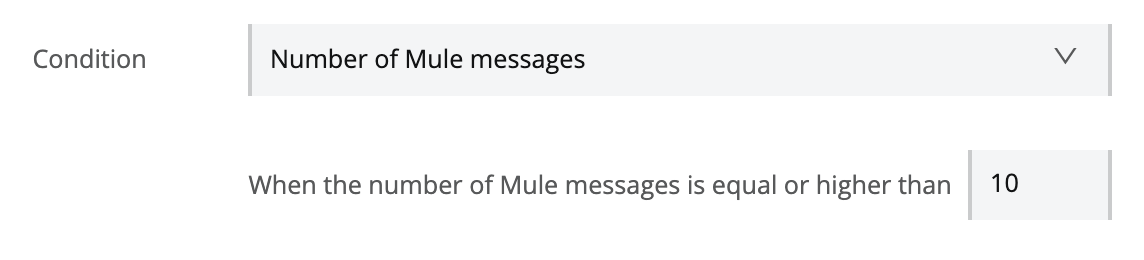 Condition
Number of Mule messages
When the number of Mule messages is equal or higher than
10